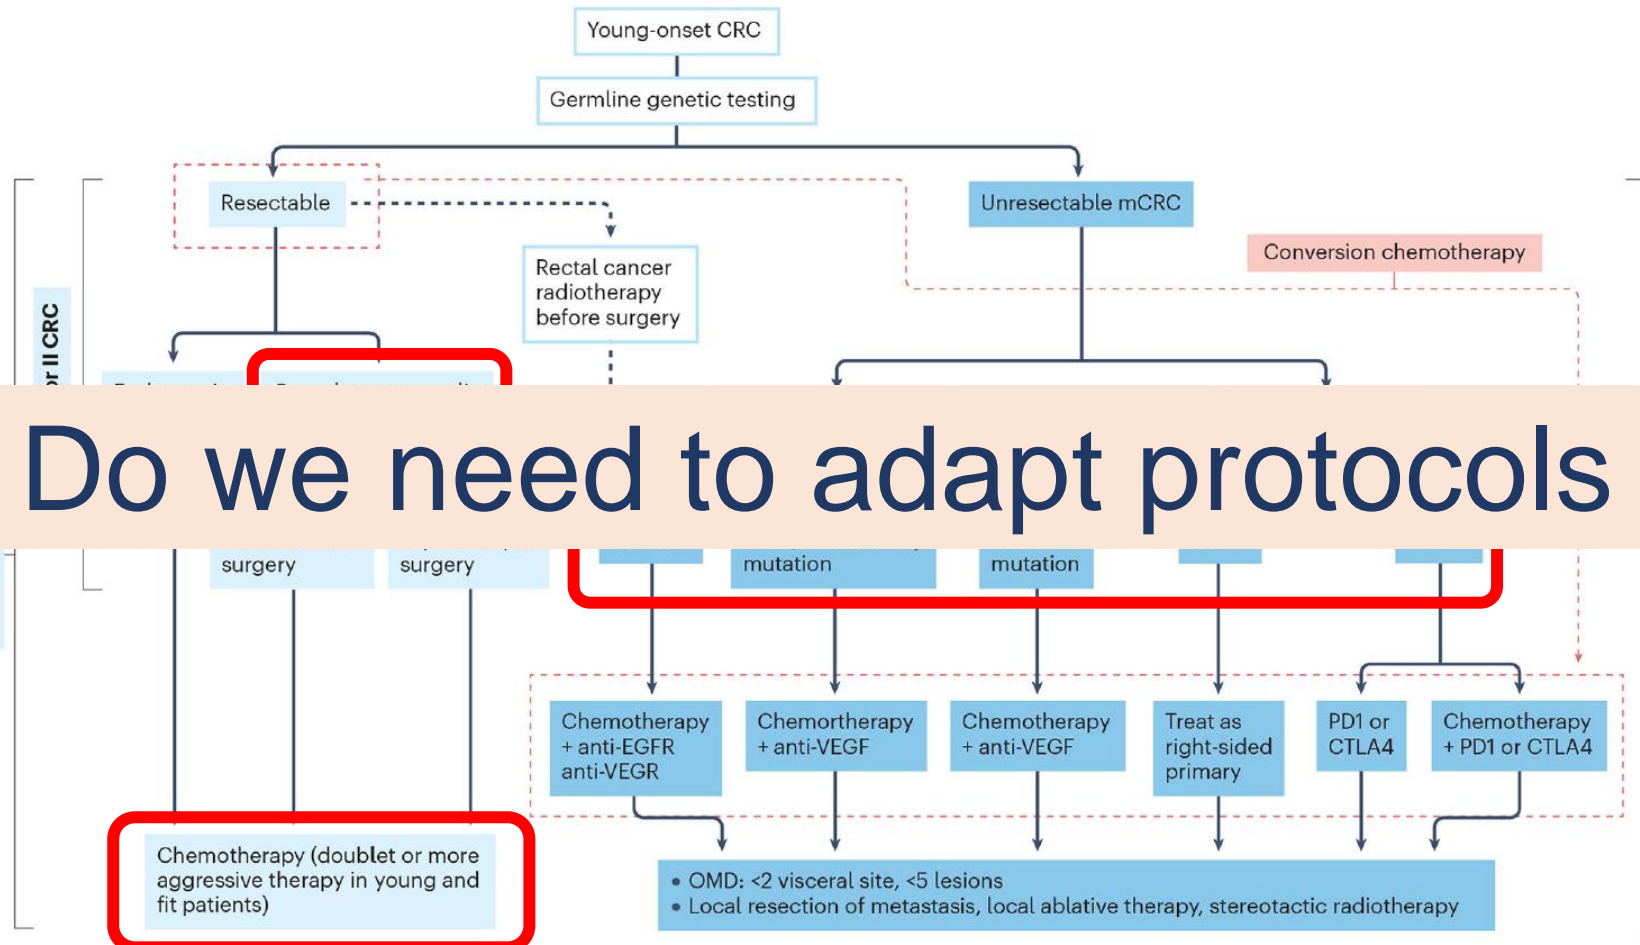 Young-onset CRC
Germline genetic testing
Resectable
Unresectable mCRC
Conversion chemotherapy
Rectal cancer
radiotherapy
before surgery
or II CRC
Do we need to adapt protocols
surgery
surgery
mutation
mutation
Chemotherapy
+ anti-EGFR
anti-VEGR
Chemortherapy
+ anti-VEGF
Chemotherapy
+ anti-VEGF
Treat as
right-sided
primary
PD1 or
CTLA4
Chemotherapy
+ PD1 or CTLA4
Chemotherapy (doublet or more
aggressive therapy in young and
fit patients)
• OMD: <2 visceral site, <5 lesions
• Local resection of metastasis, local ablative therapy, stereotactic radiotherapy